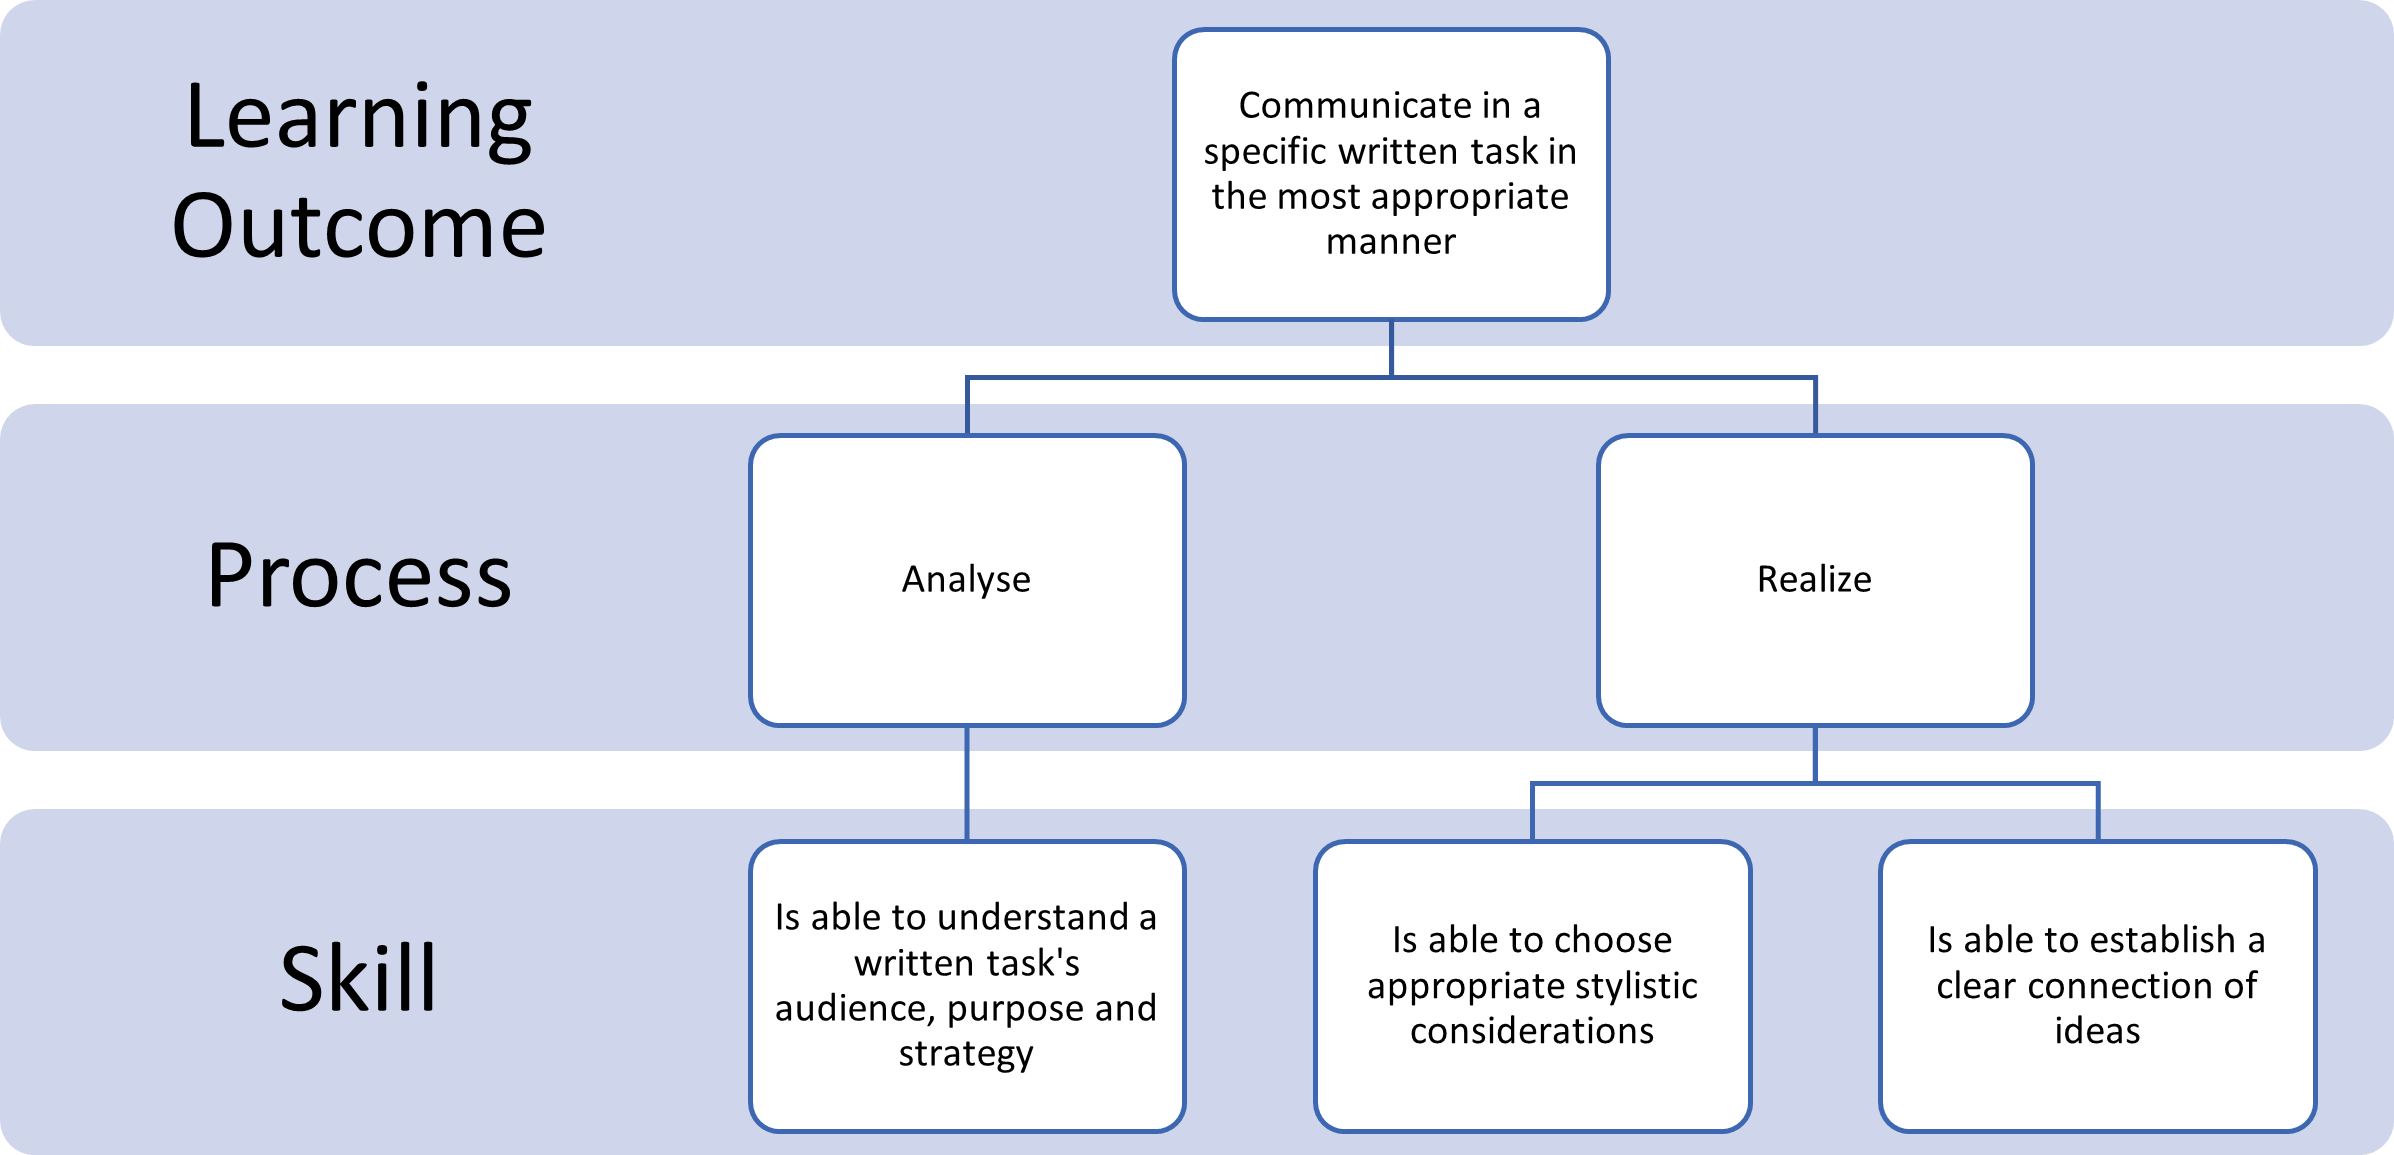 Learning
Outcome
Communicate in a
specific written task in
the most appropriate
manner
Process
Analyse
Realize
Skill
Is able to understand a
written task's
audience, purpose and
strategy
Is able to choose
appropriate stylistic
considerations
Is able to establish a
clear connection of
ideas